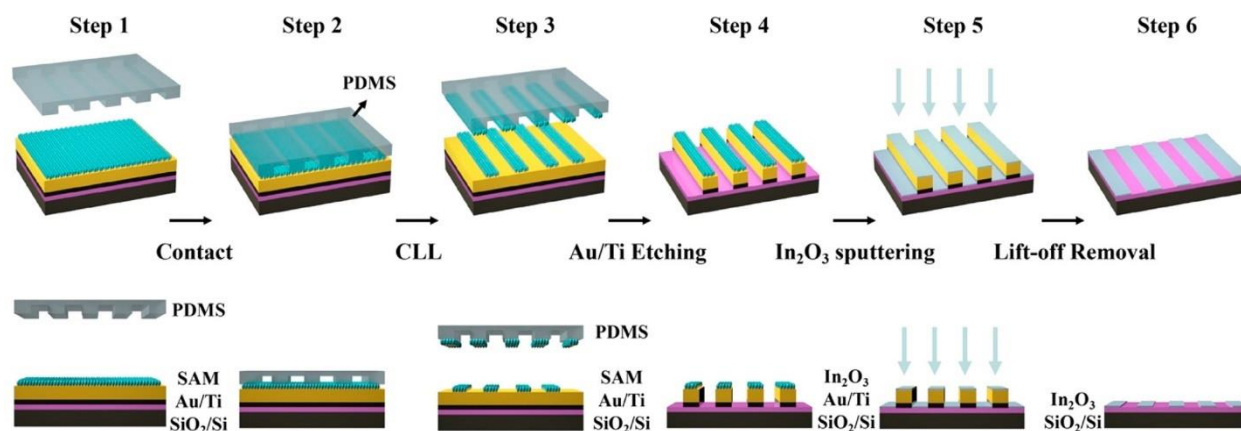 Step 1
Step 2
Step 3
Step 4
Step 5
Step 6
PDMS
Contact
CLL
Au/Ti Etching
In₂O₃ sputtering
Lift-off Removal
PDMS
SAM
Au/Ti
SiO₂/Si
PDMS
SAM
Au/Ti
SiO₂/Si
In₂O₃
Au/Ti
SiO₂/Si
In₂O₃
SiO₂/Si